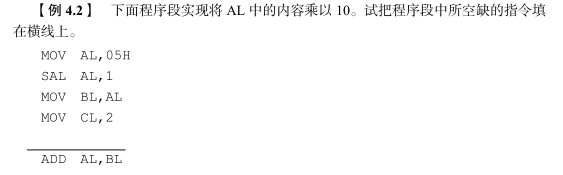 【例 4.2】 下面程序段实现将 AL 中的内容乘以 10。试把程序段中所空缺的指令填
在横线上。
MOV AL,05H
SAL AL,1
MOV BL,AL
MOV CL,2
ADD AL,BL